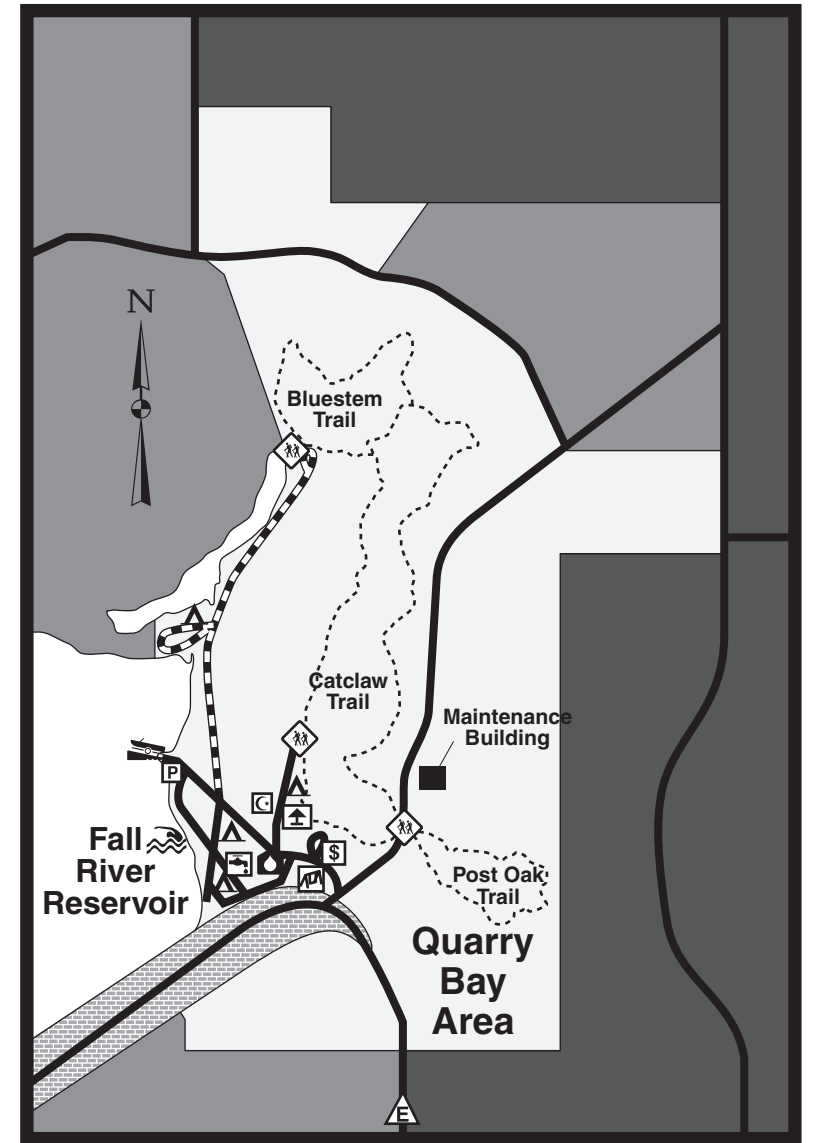 N
Bluestem
Trail
Catclaw
Trail
Maintenance
Building
P
Fall
River
Reservoir
$
Post Oak
Trail
Quarry
Bay
Area
E